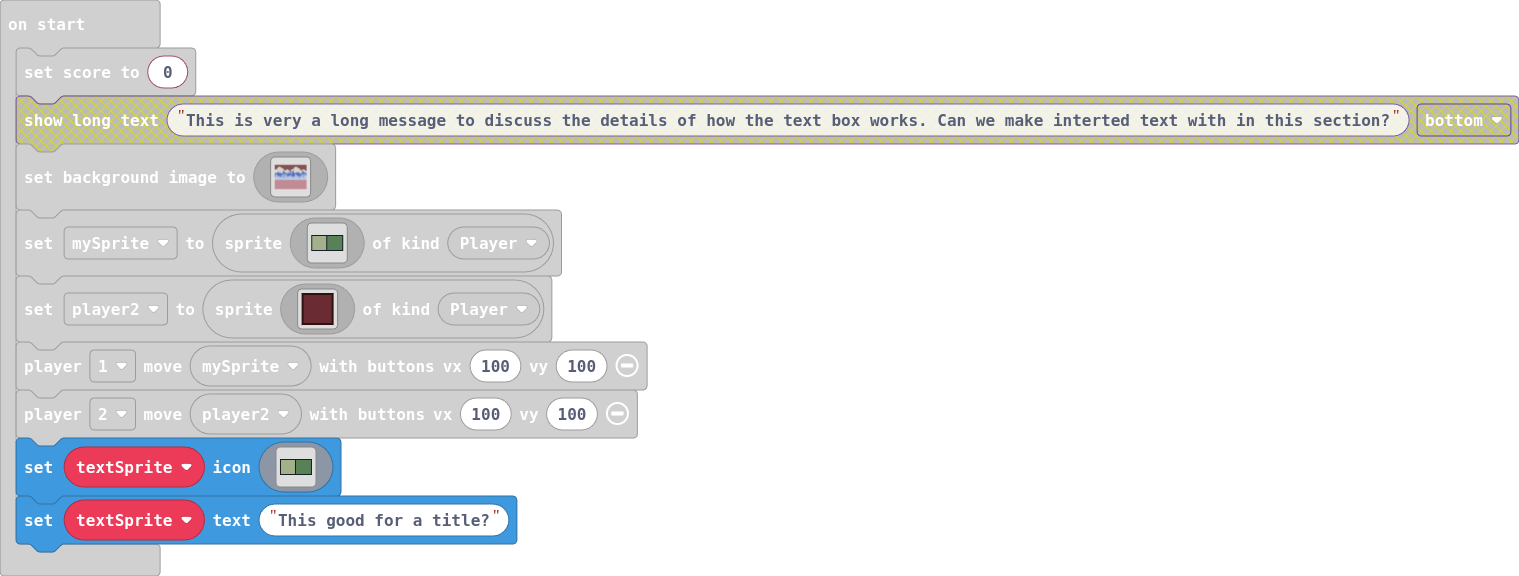 on start
set score to 0
show long text "This is very a long message to discuss the details of how the text box works. Can we make interted text with in this section?" bottom
set background image to
set mySprite to sprite of kind Player
set player2 to sprite of kind Player
player 1 move mySprite with buttons vx 100 vy 100
player 2 move player2 with buttons vx 100 vy 100
set textSprite icon
set textSprite text "This good for a title?"